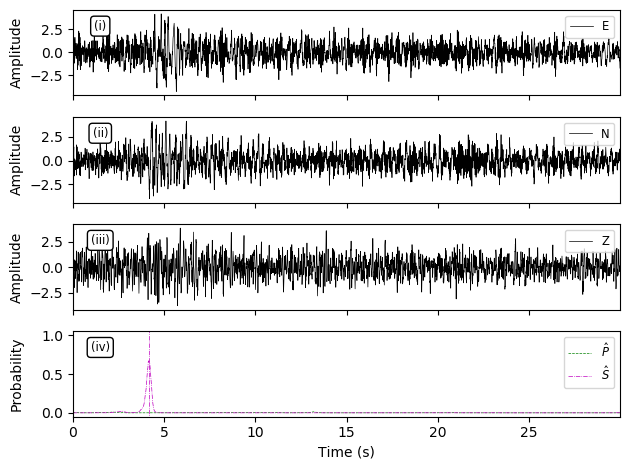 (i)
E
Amplitude
2.5
0.0
−2.5
(ii)
N
Amplitude
2.5
0.0
−2.5
(iii)
Z
Amplitude
2.5
0.0
−2.5
(iv)
P̂
Ŝ
Probability
1.0
0.5
0.0
0 5 10 15 20 25
Time (s)